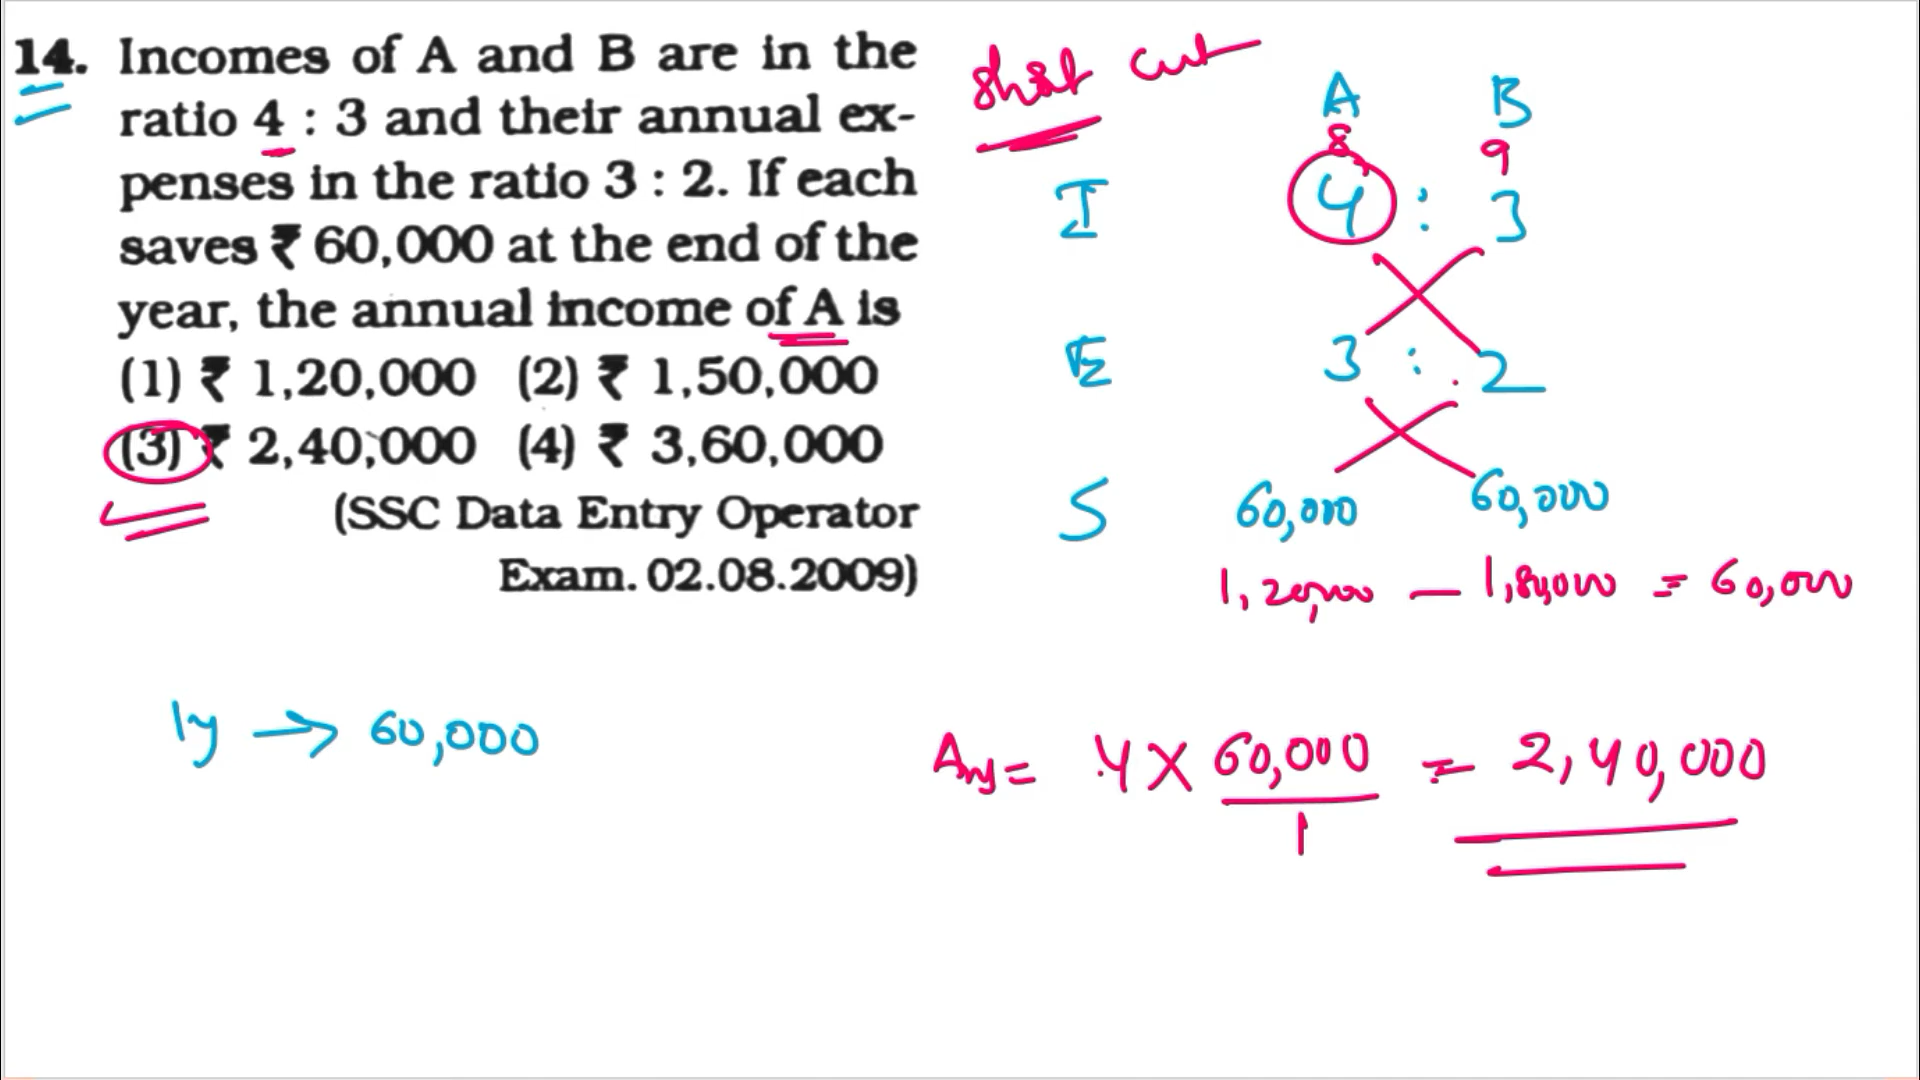 14. Incomes of A and B are in the
ratio 4 : 3 and their annual ex-
penses in the ratio 3 : 2. If each
saves ₹ 60,000 at the end of the
year, the annual income of A is
(1) ₹ 1,20,000 (2) ₹ 1,50,000
(3) ₹ 2,40,000 (4) ₹ 3,60,000
(SSC Data Entry Operator
Exam. 02.08.2009)
1y → 60,000
Short cut
A B
8 9
I 4 : 3
E 3 : 2
S 60,000 60,000
1,20,000 — 1,80,000 = 60,000
Ans = 4 X 60,000 = 2,40,000
1